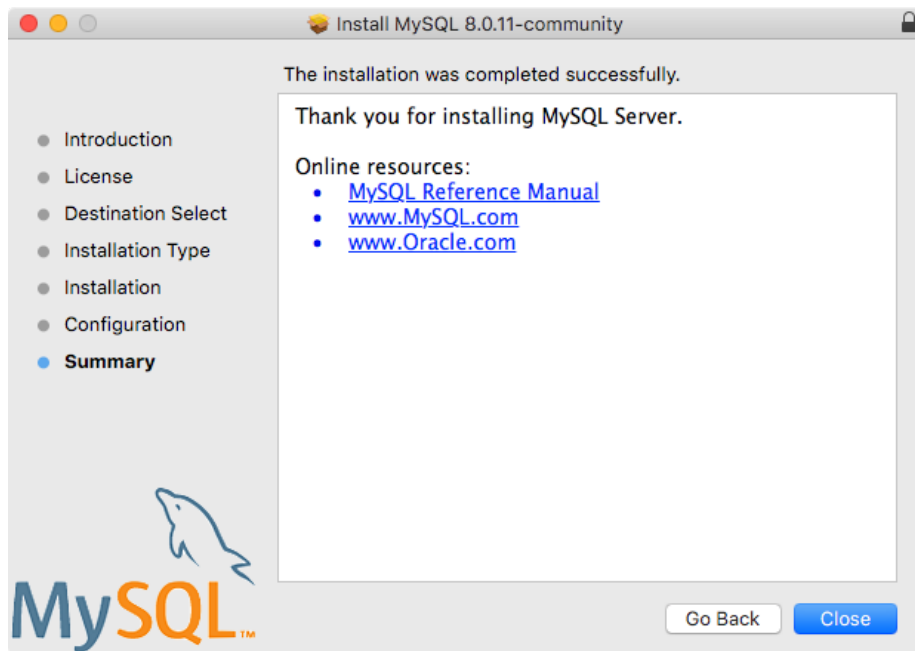 Install MySQL 8.0.11-community
The installation was completed successfully.
Introduction
License
Destination Select
Installation Type
Installation
Configuration
Summary
Thank you for installing MySQL Server.
Online resources:
• MySQL Reference Manual
• www.MySQL.com
• www.Oracle.com
MySQL™
Go Back
Close